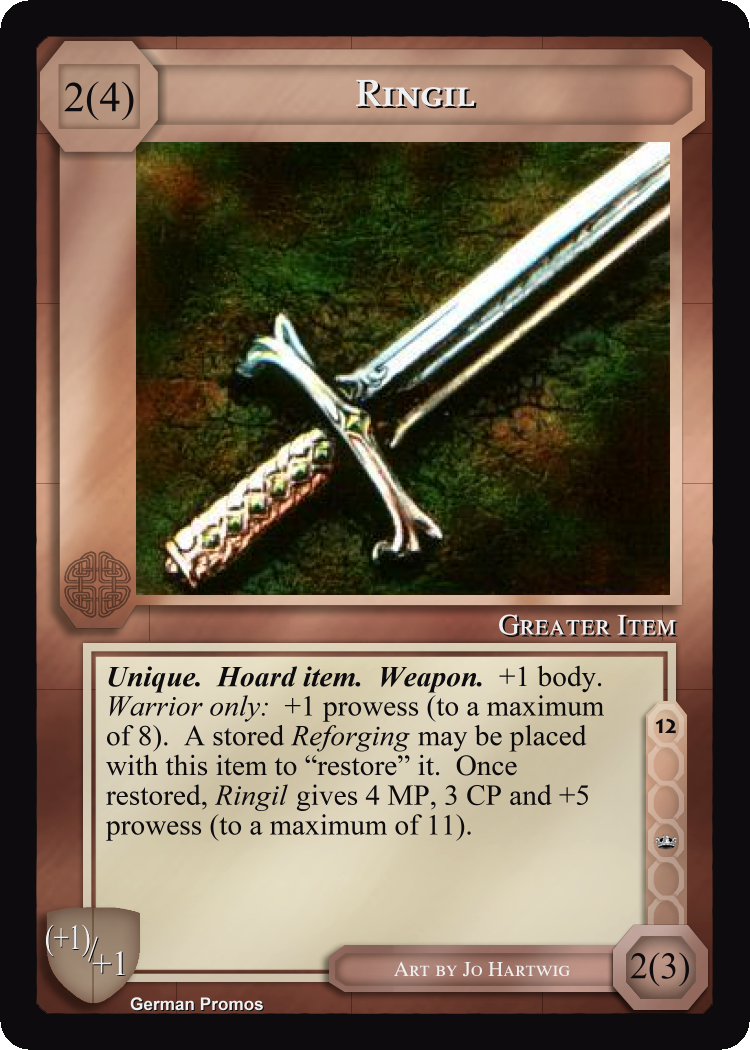 2(4)
Ringil
Greater Item
Unique. Hoard item. Weapon. +1 body.
Warrior only: +1 prowess (to a maximum
of 8). A stored Reforging may be placed
with this item to “restore” it. Once
restored, Ringil gives 4 MP, 3 CP and +5
prowess (to a maximum of 11).
12
(+1)/+1
Art by Jo Hartwig
2(3)
German Promos